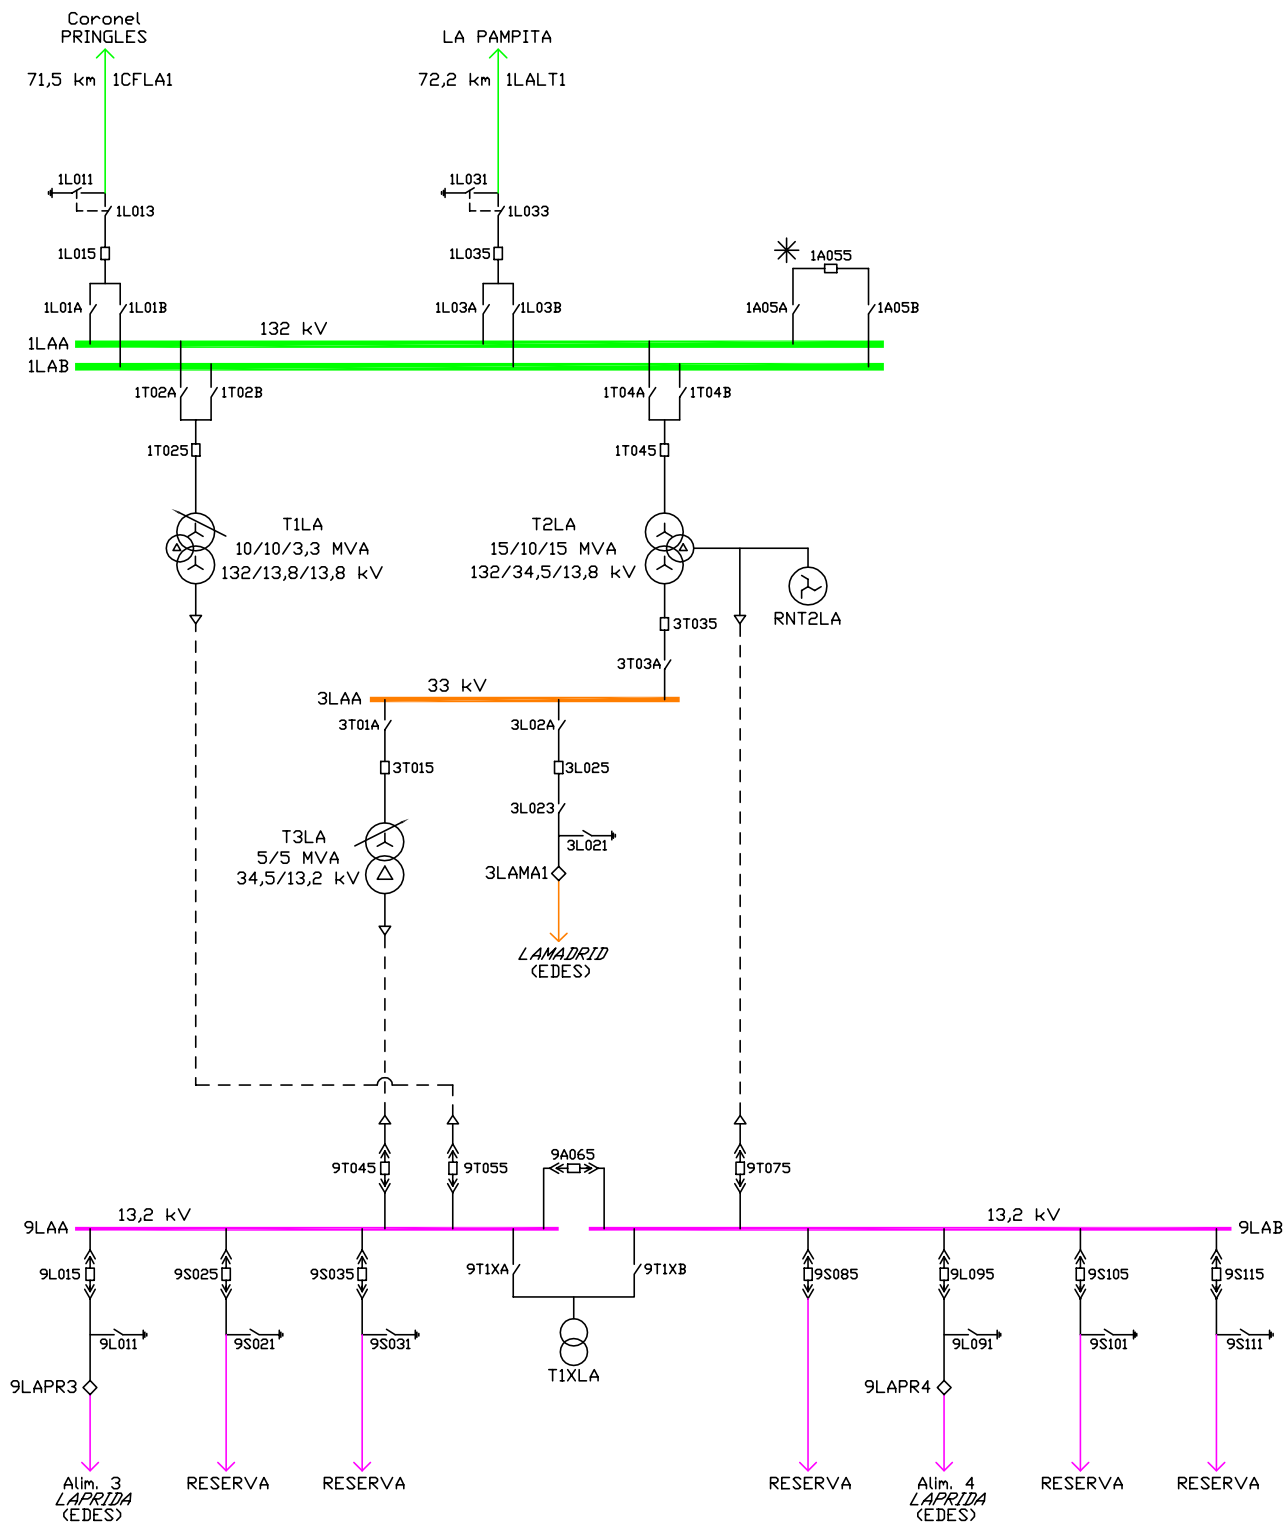 Coronel
PRINGLES
LA PAMPITA
71,5 km 1CFLA1
72,2 km 1LALT1
1L011
1L031
1L013
1L033
1L015
1L035
1A055
1L01A
1L01B
1L03A
1L03B
1A05A
1A05B
132 kV
1LAA
1LAB
1T02A
1T02B
1T04A
1T04B
1T025
1T045
T1LA
10/10/3,3 MVA
132/13,8/13,8 kV
T2LA
15/10/15 MVA
132/34,5/13,8 kV
RNT2LA
3T035
3T03A
33 kV
3LAA
3T01A
3L02A
3T015
3L025
3L023
T3LA
5/5 MVA
34,5/13,2 kV
3L021
3LAMA1
LAMADRID
(EDES)
9A065
9T045
9T055
9T075
13,2 kV
13,2 kV
9LAA
9LAB
9L015
9S025
9S035
9T1XA
9T1XB
9S085
9L095
9S105
9S115
9L011
9S021
9S031
9L091
9S101
9S111
T1XLA
9LAPR3
9LAPR4
Alim. 3
LAPRIDA
(EDES)
RESERVA
RESERVA
RESERVA
Alim. 4
LAPRIDA
(EDES)
RESERVA
RESERVA